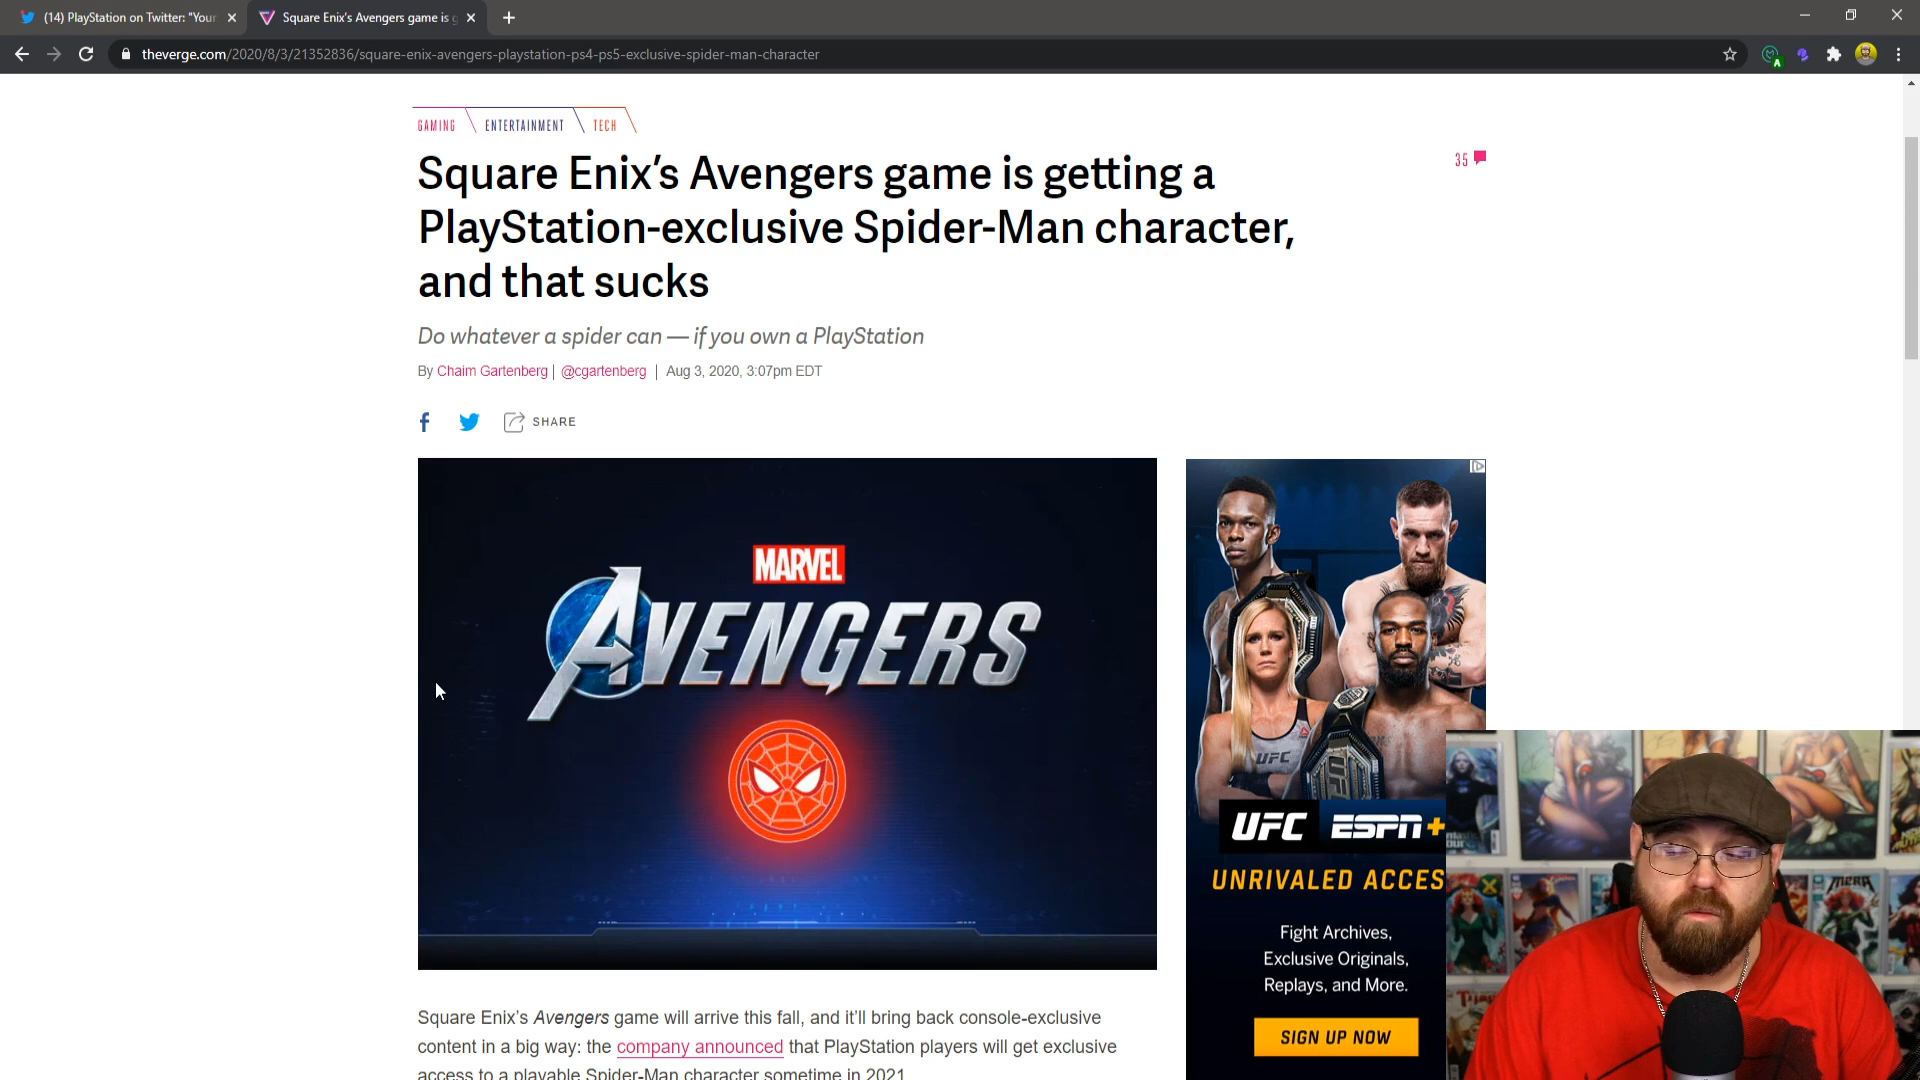 (14) PlayStation on Twitter: "Your
Square Enix's Avengers game is g
theverge.com/2020/8/3/21352836/square-enix-avengers-playstation-ps4-ps5-exclusive-spider-man-character
GAMING
ENTERTAINMENT
TECH
35
Square Enix's Avengers game is getting a
PlayStation-exclusive Spider-Man character,
and that sucks
Do whatever a spider can — if you own a PlayStation
By Chaim Gartenberg | @cgartenberg | Aug 3, 2020, 3:07pm EDT
SHARE
MARVEL
AVENGERS
UFC
UFC ESPN+
UNRIVALED ACCES
Fight Archives,
Exclusive Originals,
Replays, and More.
SIGN UP NOW
MERA
Square Enix's Avengers game will arrive this fall, and it'll bring back console-exclusive
content in a big way: the company announced that PlayStation players will get exclusive
access to a playable Spider-Man character sometime in 2021.